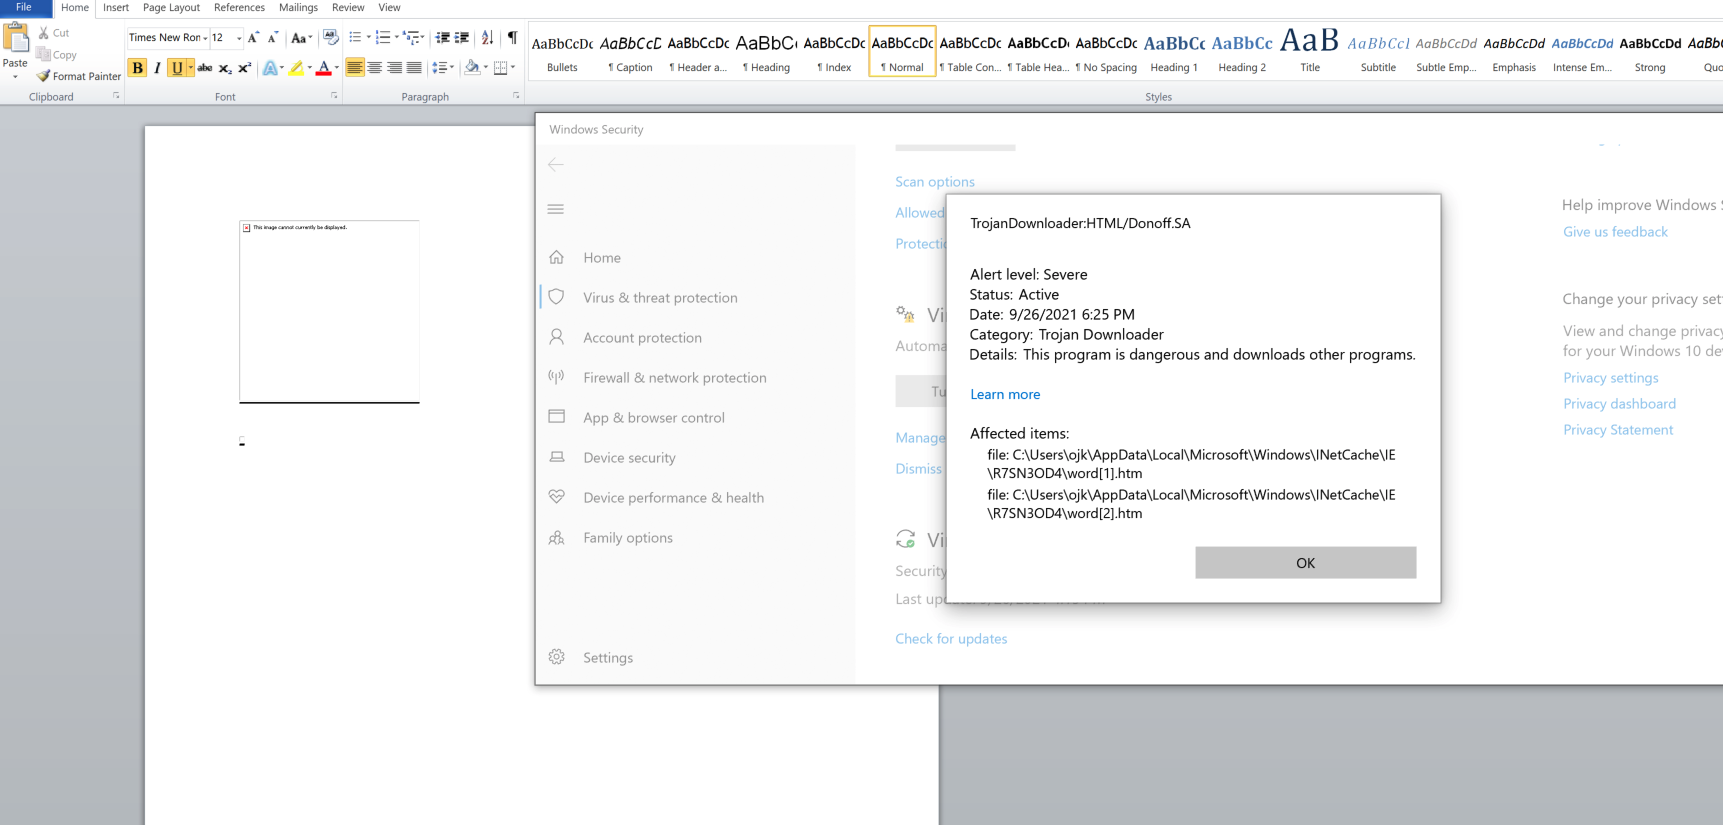 File Home Insert Page Layout References Mailings Review View
Paste
Cut
Copy
Format Painter
Clipboard
Times New Ron 12
Font
Paragraph
AaBbCcDc AaBbCcD AaBbCcDc AaBbC AaBbCcDc AaBbCcDc AaBbCcDc AaBbCcD AaBbCcDc AaBbCc AaBbCc AaB AaBbCcI AaBbCcDd AaBbCcDd AaBbCcDd AaBbCcDd
Bullets ¶ Caption ¶ Header a... ¶ Heading ¶ Index ¶ Normal ¶ Table Con... ¶ Table Hea... ¶ No Spacing Heading 1 Heading 2 Title Subtitle Subtle Emp... Emphasis Intense Em... Strong Quo
Styles
This image cannot currently be displayed.
Windows Security
Home
Virus & threat protection
Account protection
Firewall & network protection
App & browser control
Device security
Device performance & health
Family options
Settings
Scan options
Allowed
Protectio
Vi
Automa
Tu
Manage
Dismiss
Vi
Security
Last up
Check for updates
TrojanDownloader:HTML/Donoff.SA
Alert level: Severe
Status: Active
Date: 9/26/2021 6:25 PM
Category: Trojan Downloader
Details: This program is dangerous and downloads other programs.
Learn more
Affected items:
file: C:\Users\ojk\AppData\Local\Microsoft\Windows\INetCache\IE
\R7SN3OD4\word[1].htm
file: C:\Users\ojk\AppData\Local\Microsoft\Windows\INetCache\IE
\R7SN3OD4\word[2].htm
OK
Help improve Windows S
Give us feedback
Change your privacy set
View and change privacy
for your Windows 10 de
Privacy settings
Privacy dashboard
Privacy Statement